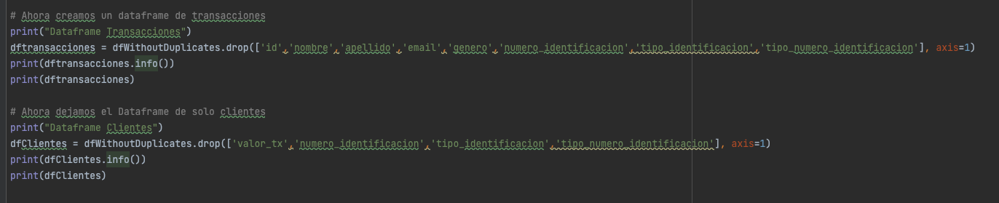 # Ahora creamos un dataframe de transacciones
print("Dataframe Transacciones")
dftransacciones = dfWithoutDuplicates.drop(['id','nombre','apellido','email','genero','numero_identificacion','tipo_identificacion','tipo_numero_identificacion'], axis=1)
print(dftransacciones.info())
print(dftransacciones)
# Ahora dejamos el Dataframe de solo clientes
print("Dataframe Clientes")
dfClientes = dfWithoutDuplicates.drop(['valor_tx','numero_identificacion','tipo_identificacion','tipo_numero_identificacion'], axis=1)
print(dfClientes.info())
print(dfClientes)